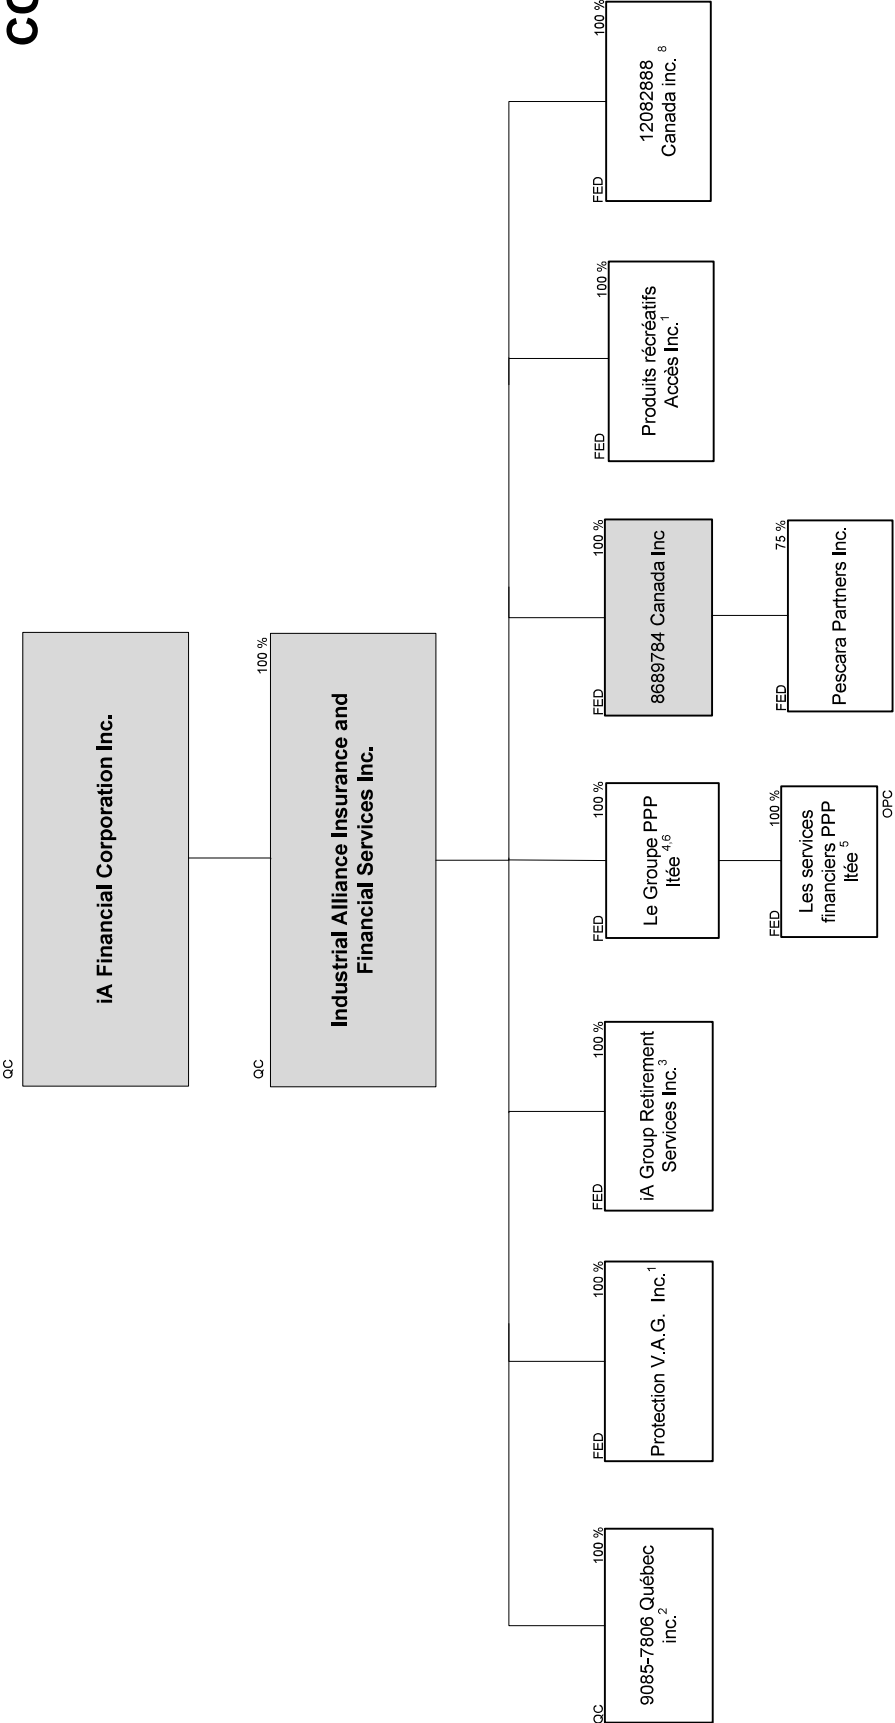 CO
QC
iA Financial Corporation Inc.
QC
100 %
Industrial Alliance Insurance and
Financial Services Inc.
QC
100 %
9085-7806 Québec
inc.²
FED
100 %
Protection V.A.G. Inc.¹
FED
100 %
iA Group Retirement
Services Inc.³
FED
100 %
Le Groupe PPP
ltée ⁴,⁶
FED
100 %
8689784 Canada Inc
FED
100 %
Produits récréatifs
Accès Inc.¹
FED
100 %
12082888
Canada inc. ⁸
FED
100 %
Les services
financiers PPP
ltée ⁵
OPC
FED
75 %
Pescara Partners Inc.